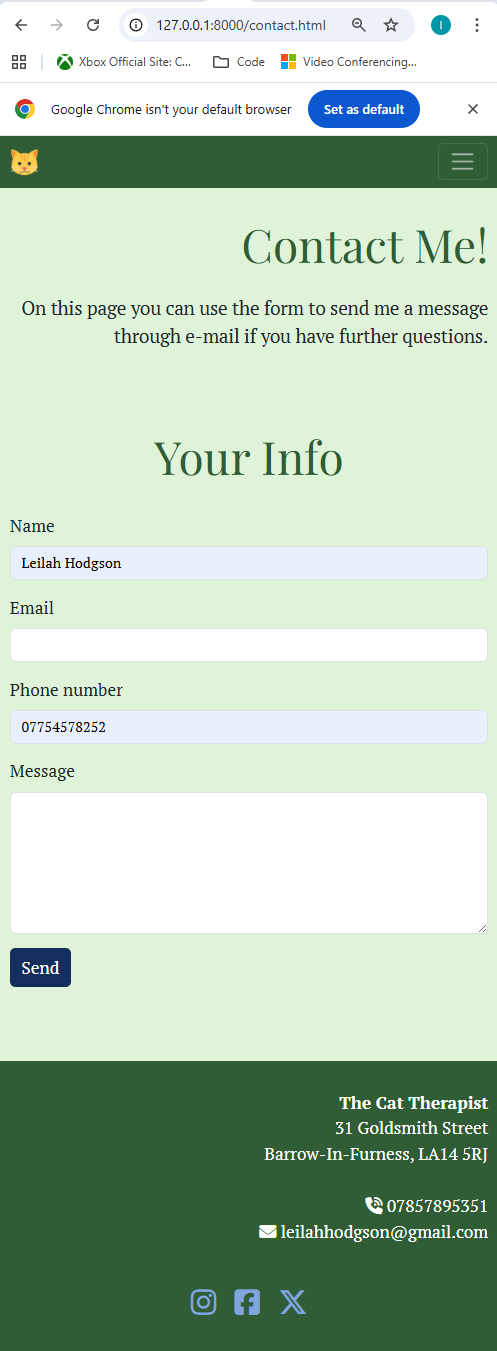 127.0.0.1:8000/contact.html
I
Xbox Official Site: C...
Code
Video Conferencing...
Google Chrome isn't your default browser
Set as default
Contact Me!
On this page you can use the form to send me a message
through e-mail if you have further questions.
Your Info
Name
Leilah Hodgson
Email
Phone number
07754578252
Message
Send
The Cat Therapist
31 Goldsmith Street
Barrow-In-Furness, LA14 5RJ
07857895351
leilahhodgson@gmail.com